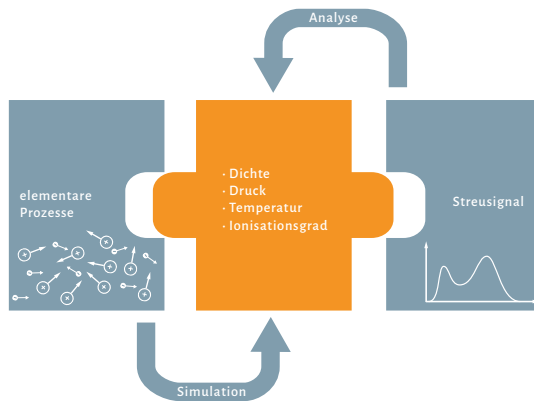 Analyse
elementare
Prozesse
· Dichte
· Druck
· Temperatur
· Ionisationsgrad
Streusignal
Simulation